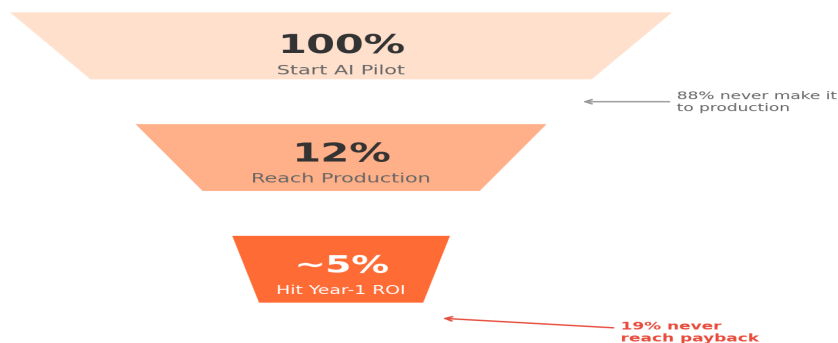 100%
Start AI Pilot
88% never make it
to production
12%
Reach Production
~5%
Hit Year-1 ROI
19% never
reach payback